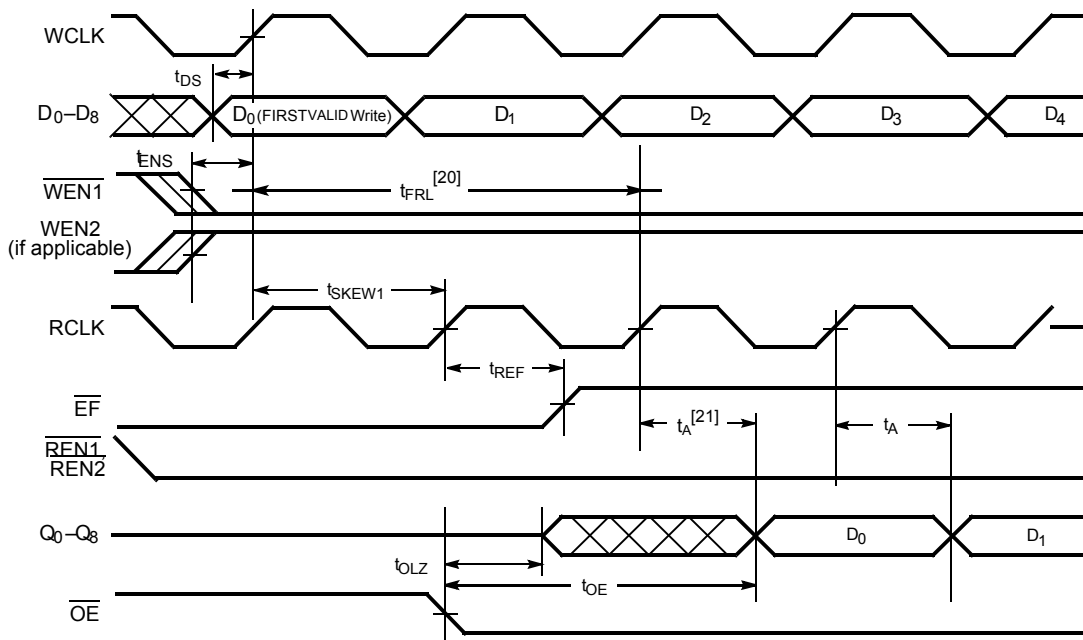 WCLK
tDS
D0–D8
D0 (FIRSTVALID Write)
D1
D2
D3
D4
tENS
WEN1
tFRL[20]
WEN2
(if applicable)
tSKEW1
RCLK
tREF
EF
tA[21]
tA
REN1,
REN2
Q0–Q8
D0
D1
tOLZ
tOE
OE